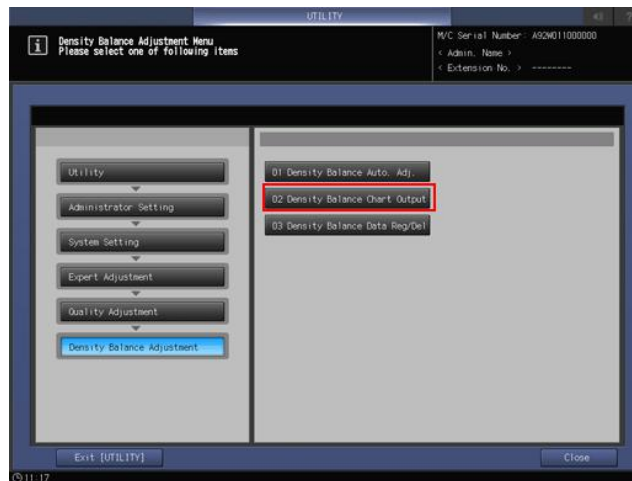 UTILITY
Density Balance Adjustment Menu
Please select one of following items
M/C Serial Number: A92W011000000
< Admin. Name >
< Extension No. > --------
Utility
Administrator Setting
System Setting
Expert Adjustment
Quality Adjustment
Density Balance Adjustment
01 Density Balance Auto. Adj.
02 Density Balance Chart Output
03 Density Balance Data Reg/Del
Exit [UTILITY]
Close
11:17